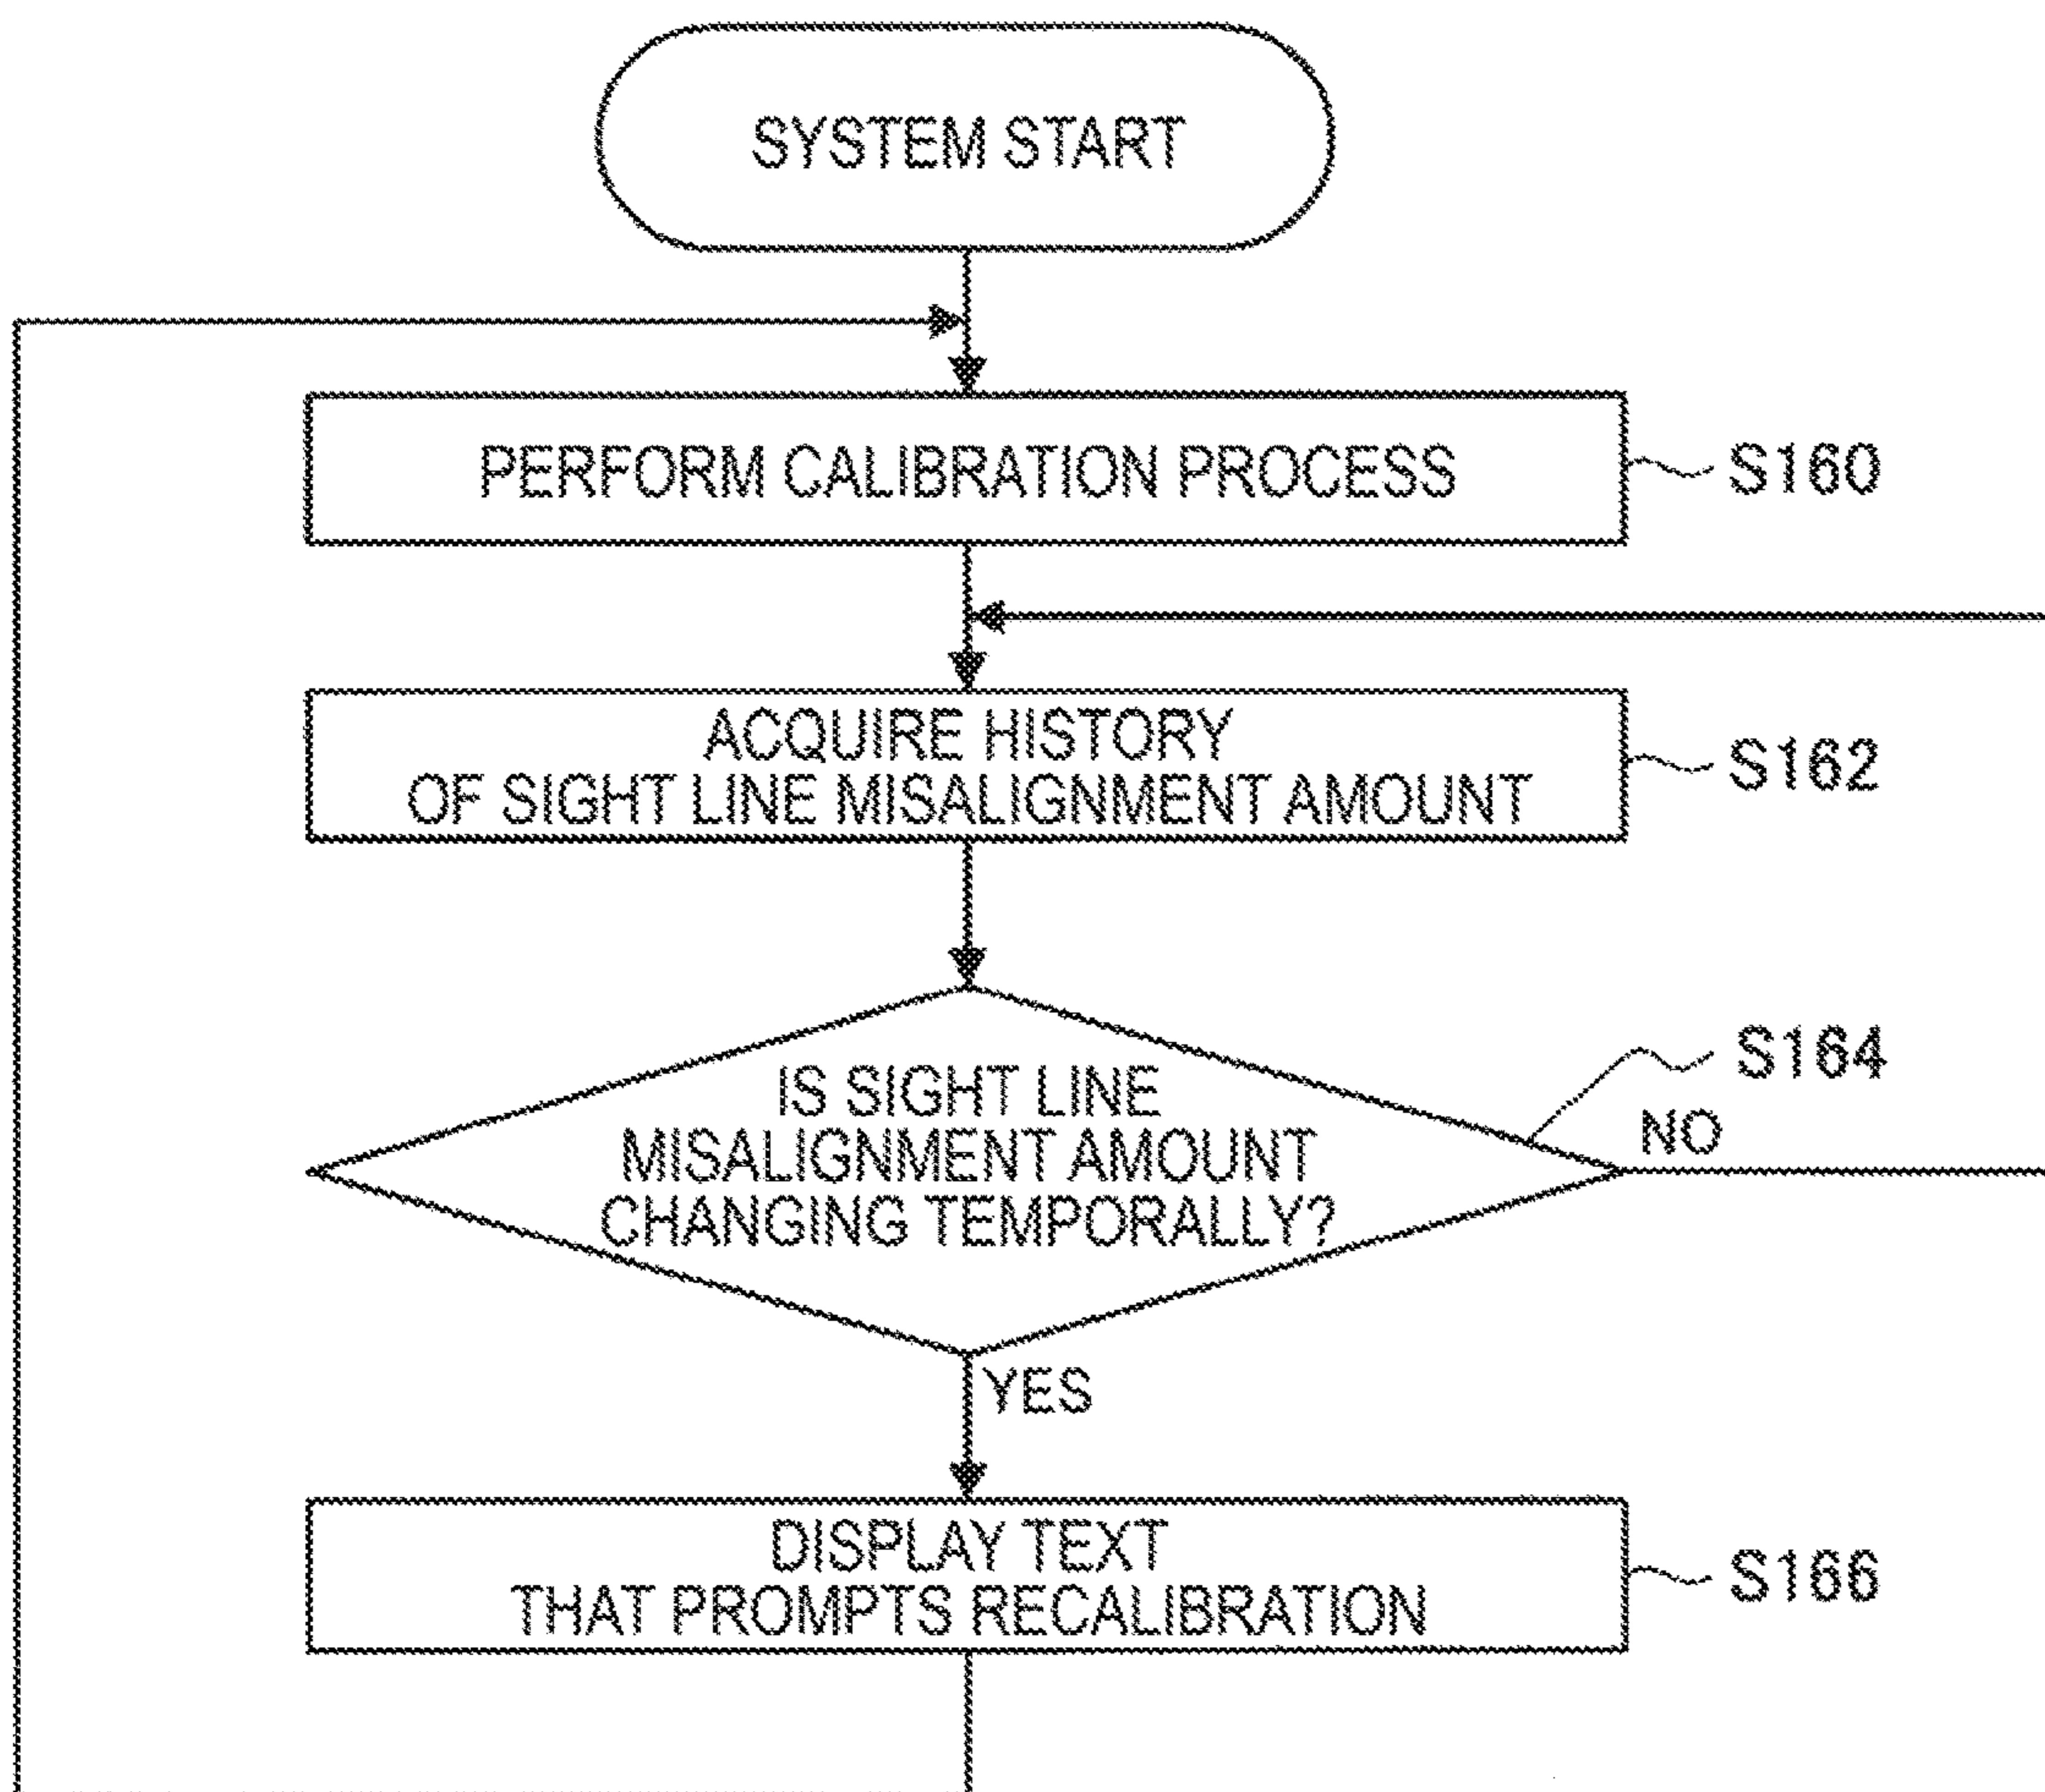 SYSTEM START
PERFORM CALIBRATION PROCESS
S160
ACQUIRE HISTORY
OF SIGHT LINE MISALIGNMENT AMOUNT
S162
IS SIGHT LINE
MISALIGNMENT AMOUNT
CHANGING TEMPORALLY?
S164
NO
YES
DISPLAY TEXT
THAT PROMPTS RECALIBRATION
S166